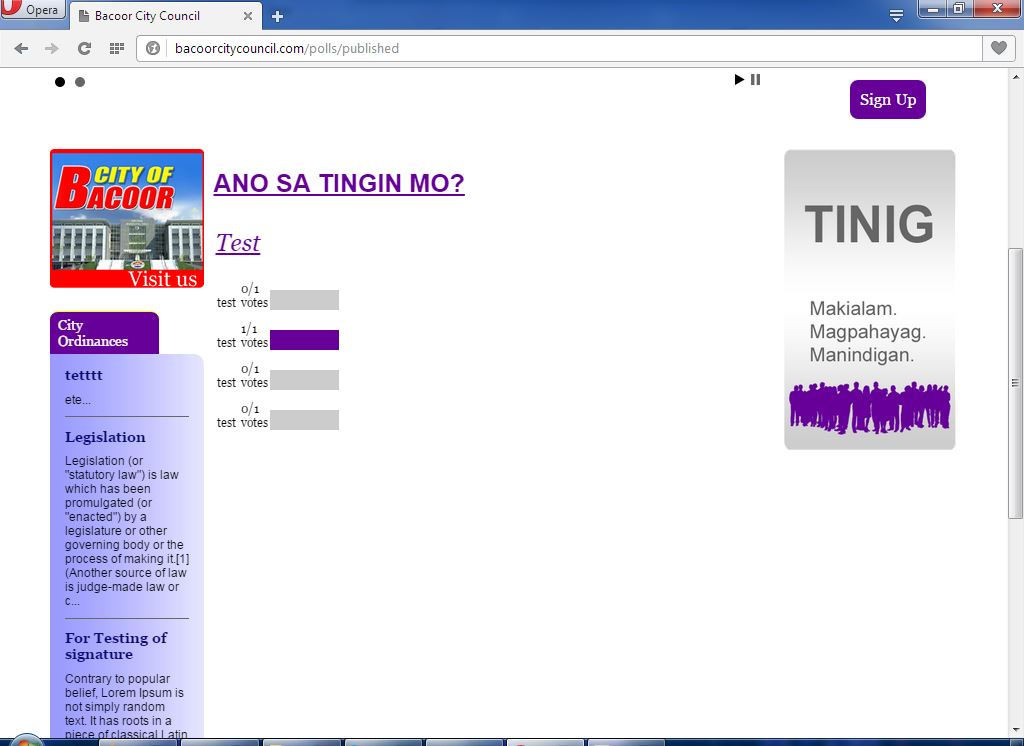 Opera
Bacoor City Council
bacoorcitycouncil.com/polls/published
Sign Up
CITY OF
BACOOR
Visit us
ANO SA TINGIN MO?
Test
0/1
test votes
1/1
test votes
0/1
test votes
0/1
test votes
TINIG
Makialam.
Magpahayag.
Manindigan.
City
Ordinances
tetttt
ete...
Legislation
Legislation (or
"statutory law") is law
which has been
promulgated (or
"enacted") by a
legislature or other
governing body or the
process of making it.[1]
(Another source of law
is judge-made law or
c...
For Testing of
signature
Contrary to popular
belief, Lorem Ipsum is
not simply random
text. It has roots in a
piece of classical Latin